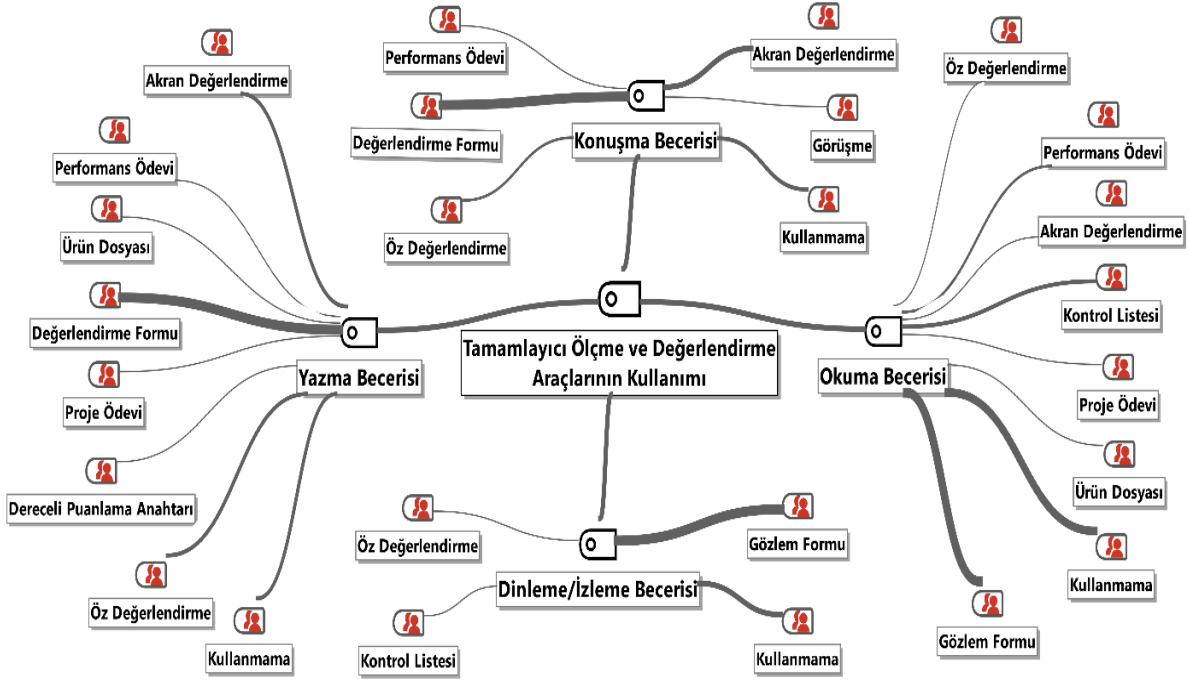 Akran Değerlendirme
Performans Ödevi
Ürün Dosyası
Değerlendirme Formu
Proje Ödevi
Dereceli Puanlama Anahtarı
Öz Değerlendirme
Kullanmama
Yazma Becerisi
Performans Ödevi
Değerlendirme Formu
Öz Değerlendirme
Konuşma Becerisi
Akran Değerlendirme
Görüşme
Kullanmama
Tamamlayıcı Ölçme ve Değerlendirme
Araçlarının Kullanımı
Öz Değerlendirme
Kontrol Listesi
Dinleme/İzleme Becerisi
Gözlem Formu
Kullanmama
Okuma Becerisi
Öz Değerlendirme
Performans Ödevi
Akran Değerlendirme
Kontrol Listesi
Proje Ödevi
Ürün Dosyası
Kullanmama
Gözlem Formu